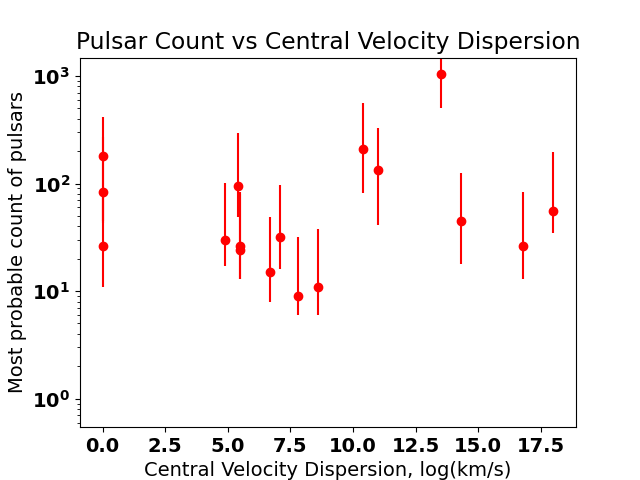 Pulsar Count vs Central Velocity Dispersion
Most probable count of pulsars
10³
10²
10¹
10⁰
0.0 2.5 5.0 7.5 10.0 12.5 15.0 17.5
Central Velocity Dispersion, log(km/s)